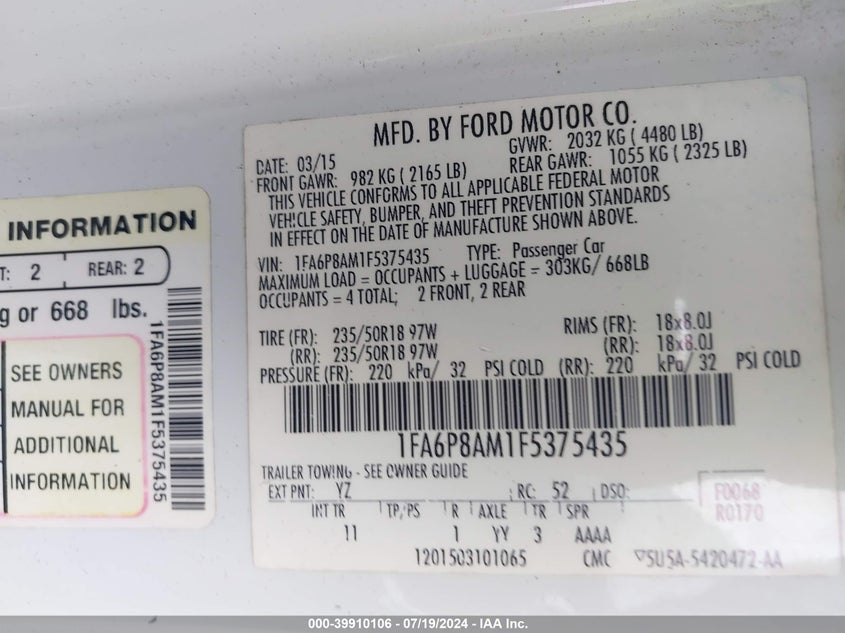 INFORMATION
T: 2 REAR: 2
g or 668 lbs.
SEE OWNERS
MANUAL FOR
ADDITIONAL
INFORMATION
1FA6P8AM1F5375435
MFD. BY FORD MOTOR CO.
DATE: 03/15 GVWR: 2032 KG ( 4480 LB)
FRONT GAWR: 982 KG ( 2165 LB) REAR GAWR: 1055 KG ( 2325 LB)
THIS VEHICLE CONFORMS TO ALL APPLICABLE FEDERAL MOTOR
VEHICLE SAFETY, BUMPER, AND THEFT PREVENTION STANDARDS
IN EFFECT ON THE DATE OF MANUFACTURE SHOWN ABOVE.
VIN: 1FA6P8AM1F5375435 TYPE: Passenger Car
MAXIMUM LOAD = OCCUPANTS + LUGGAGE = 303KG/ 668LB
OCCUPANTS = 4 TOTAL; 2 FRONT, 2 REAR
TIRE (FR): 235/50R18 97W RIMS (FR): 18x8.0J
(RR): 235/50R18 97W (RR): 18x8.0J
PRESSURE (FR): 220 kPa/ 32 PSI COLD (RR): 220 kPa/ 32 PSI COLD
1FA6P8AM1F5375435
TRAILER TOWING - SEE OWNER GUIDE
EXT PNT: YZ RC: 52 DSO: F0068
INT TR TP/PS R AXLE TR SPR R0170
11 1 YY 3 AAAA
1201503101065 CMC 5U5A-5420472-AA
000-39910106 - 07/19/2024 - IAA Inc.